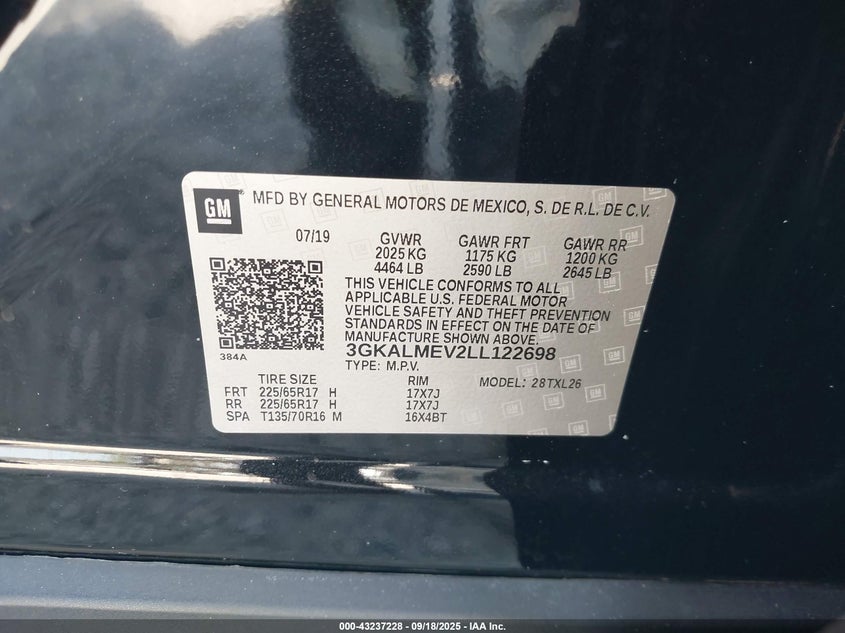 GM
MFD BY GENERAL MOTORS DE MEXICO, S. DE R.L. DE C.V.
07/19 GVWR GAWR FRT GAWR RR
2025 KG 1175 KG 1200 KG
4464 LB 2590 LB 2645 LB
THIS VEHICLE CONFORMS TO ALL
APPLICABLE U.S. FEDERAL MOTOR
VEHICLE SAFETY AND THEFT PREVENTION
STANDARDS IN EFFECT ON THE DATE OF
MANUFACTURE SHOWN ABOVE.
384A
3GKALMEV2LL122698
TYPE: M.P.V.
TIRE SIZE RIM MODEL: 28TXL26
FRT 225/65R17 H 17X7J
RR 225/65R17 H 17X7J
SPA T135/70R16 M 16X4BT
000-43237228 - 09/18/2025 - IAA Inc.